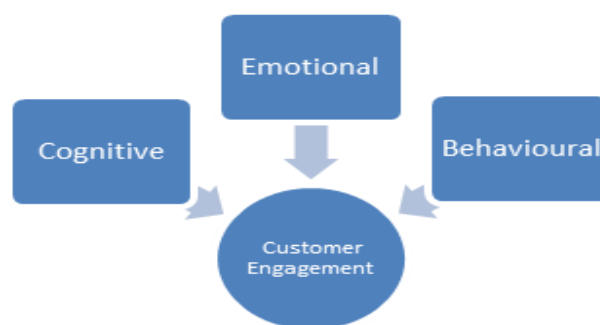 Emotional
Cognitive
Behavioural
Customer
Engagement